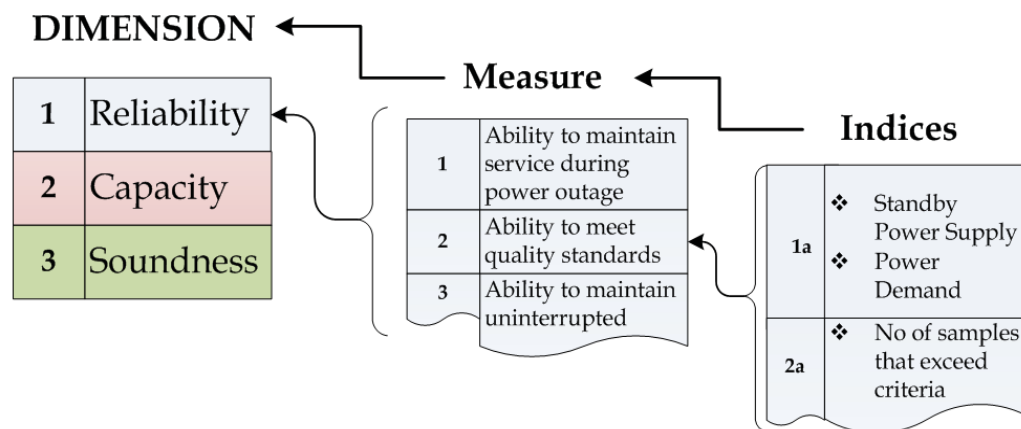 DIMENSION
1 Reliability
2 Capacity
3 Soundness
Measure
1 Ability to maintain
service during
power outage
2 Ability to meet
quality standards
3 Ability to maintain
uninterrupted
Indices
1a ❖ Standby
Power Supply
❖ Power
Demand
2a ❖ No of samples
that exceed
criteria